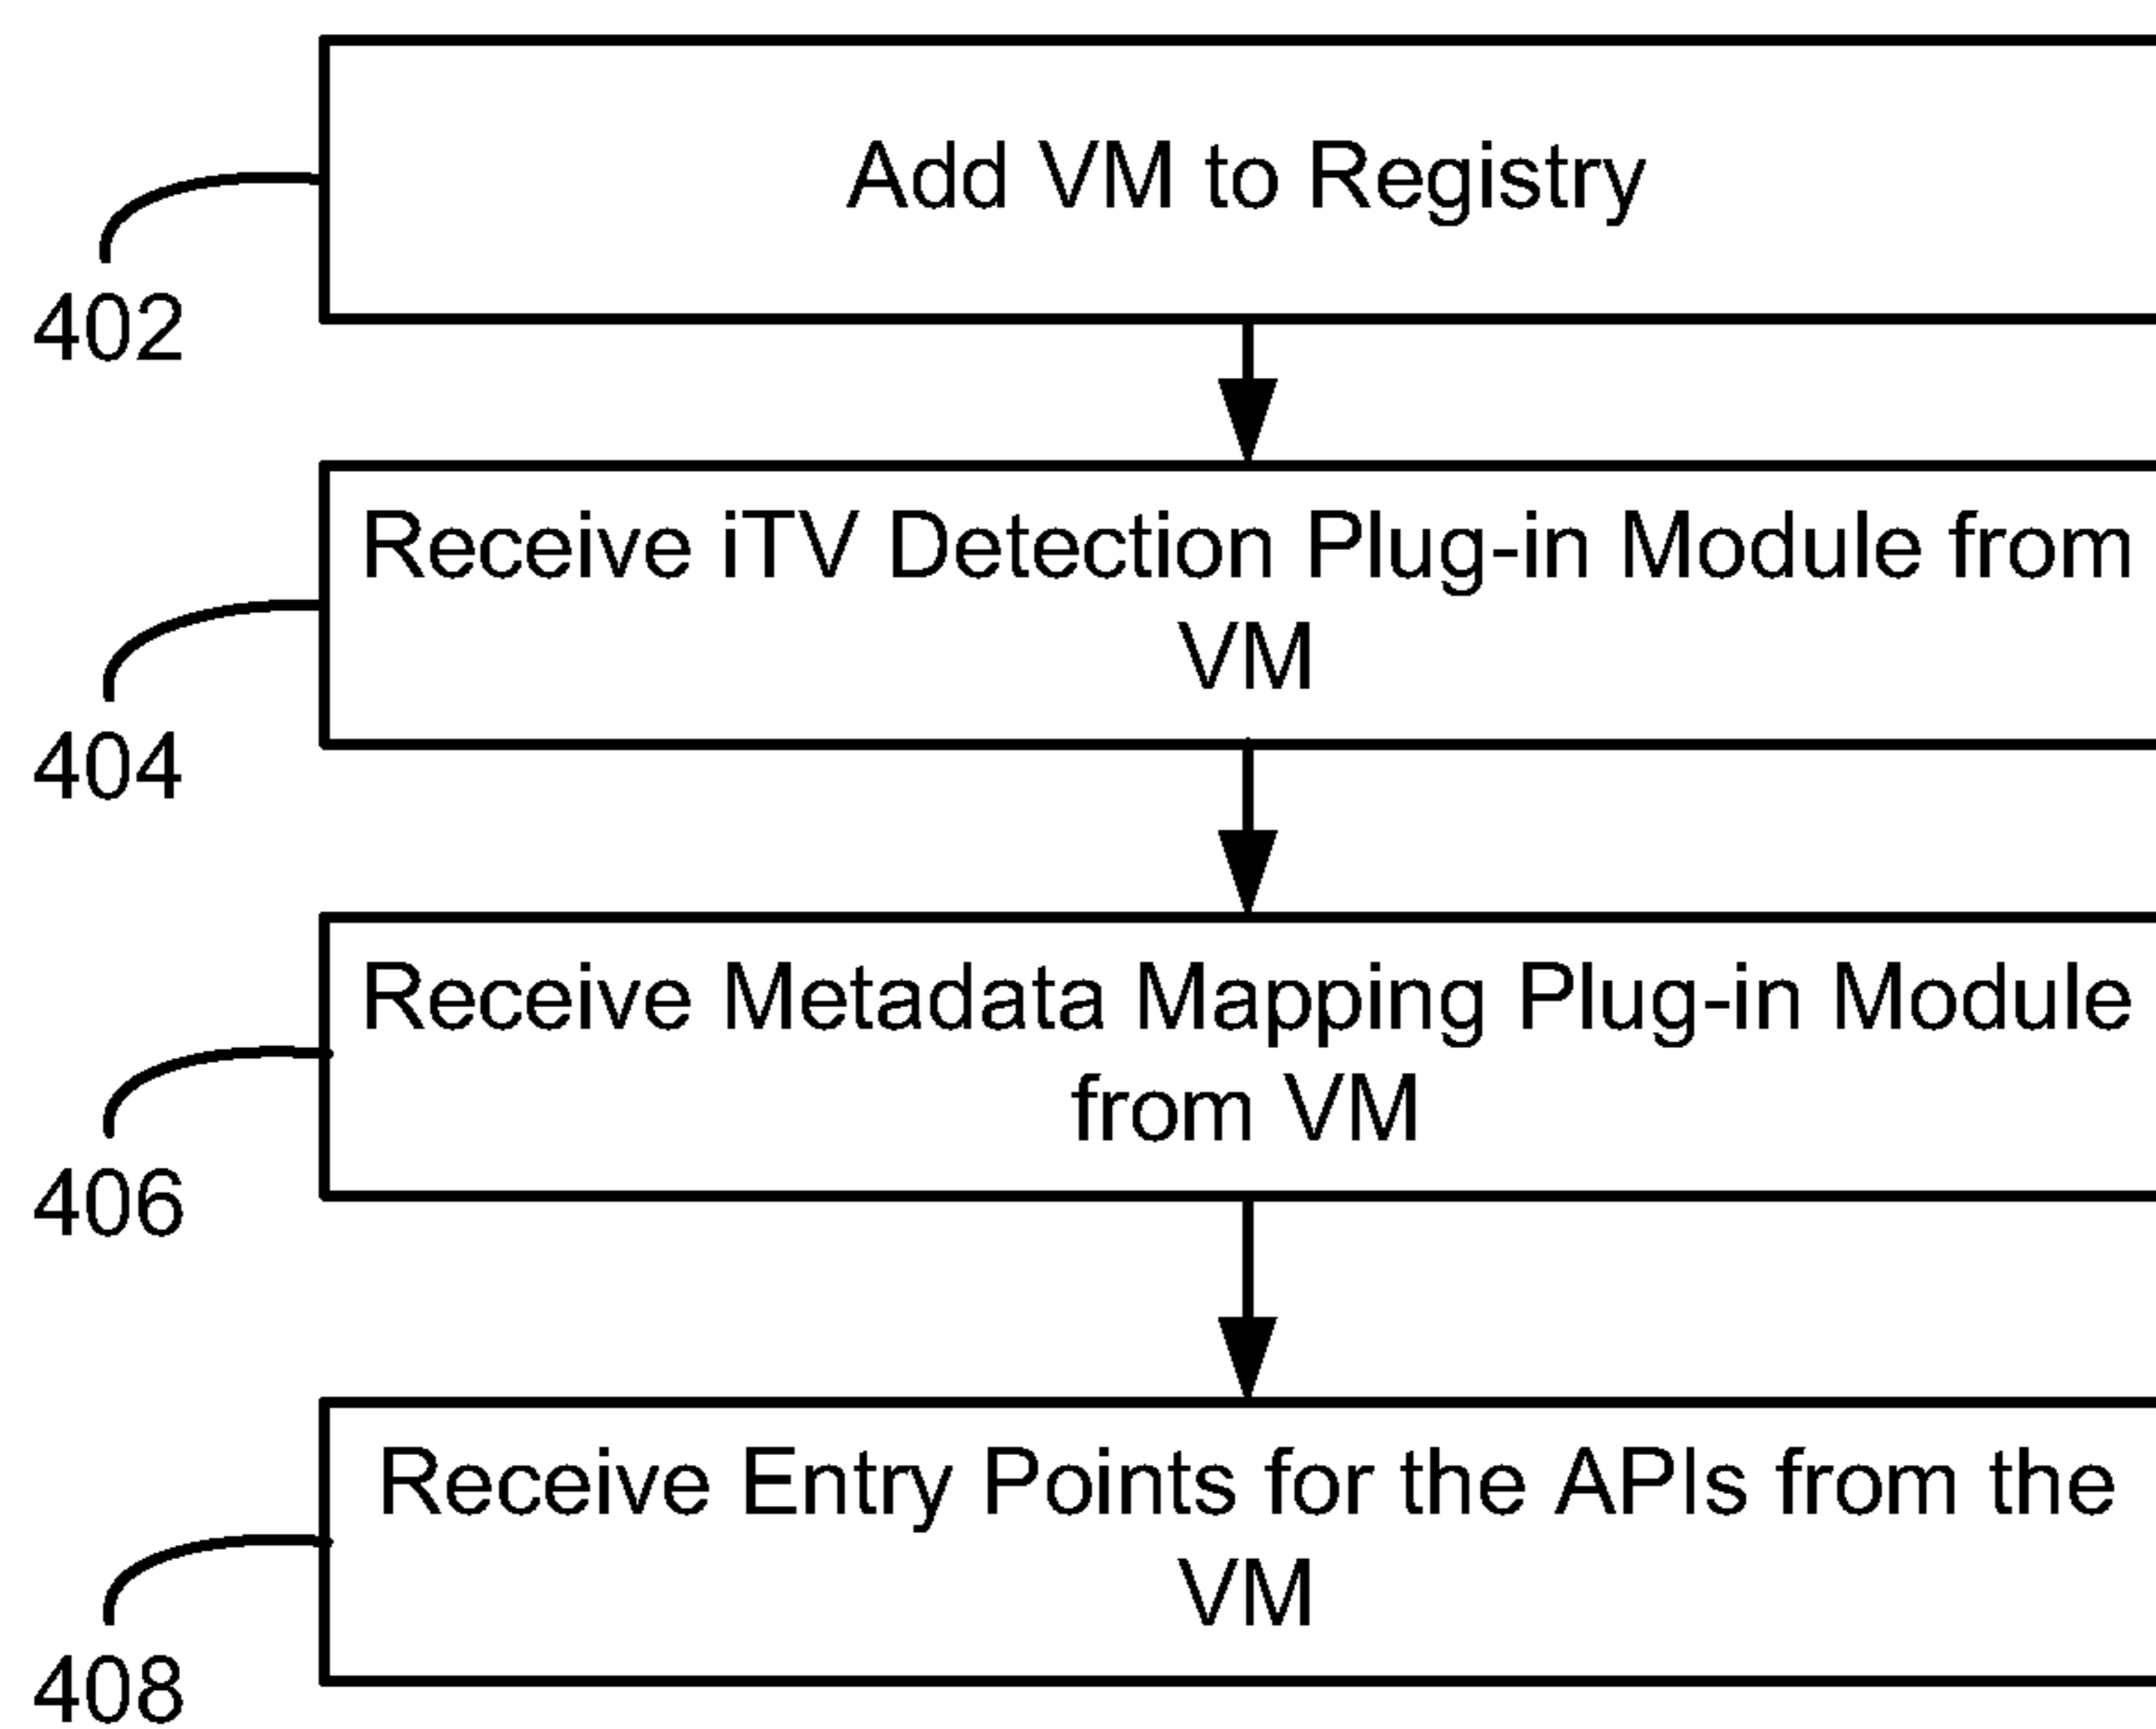 Add VM to Registry
402
Receive iTV Detection Plug-in Module from
VM
404
Receive Metadata Mapping Plug-in Module
from VM
406
Receive Entry Points for the APIs from the
VM
408